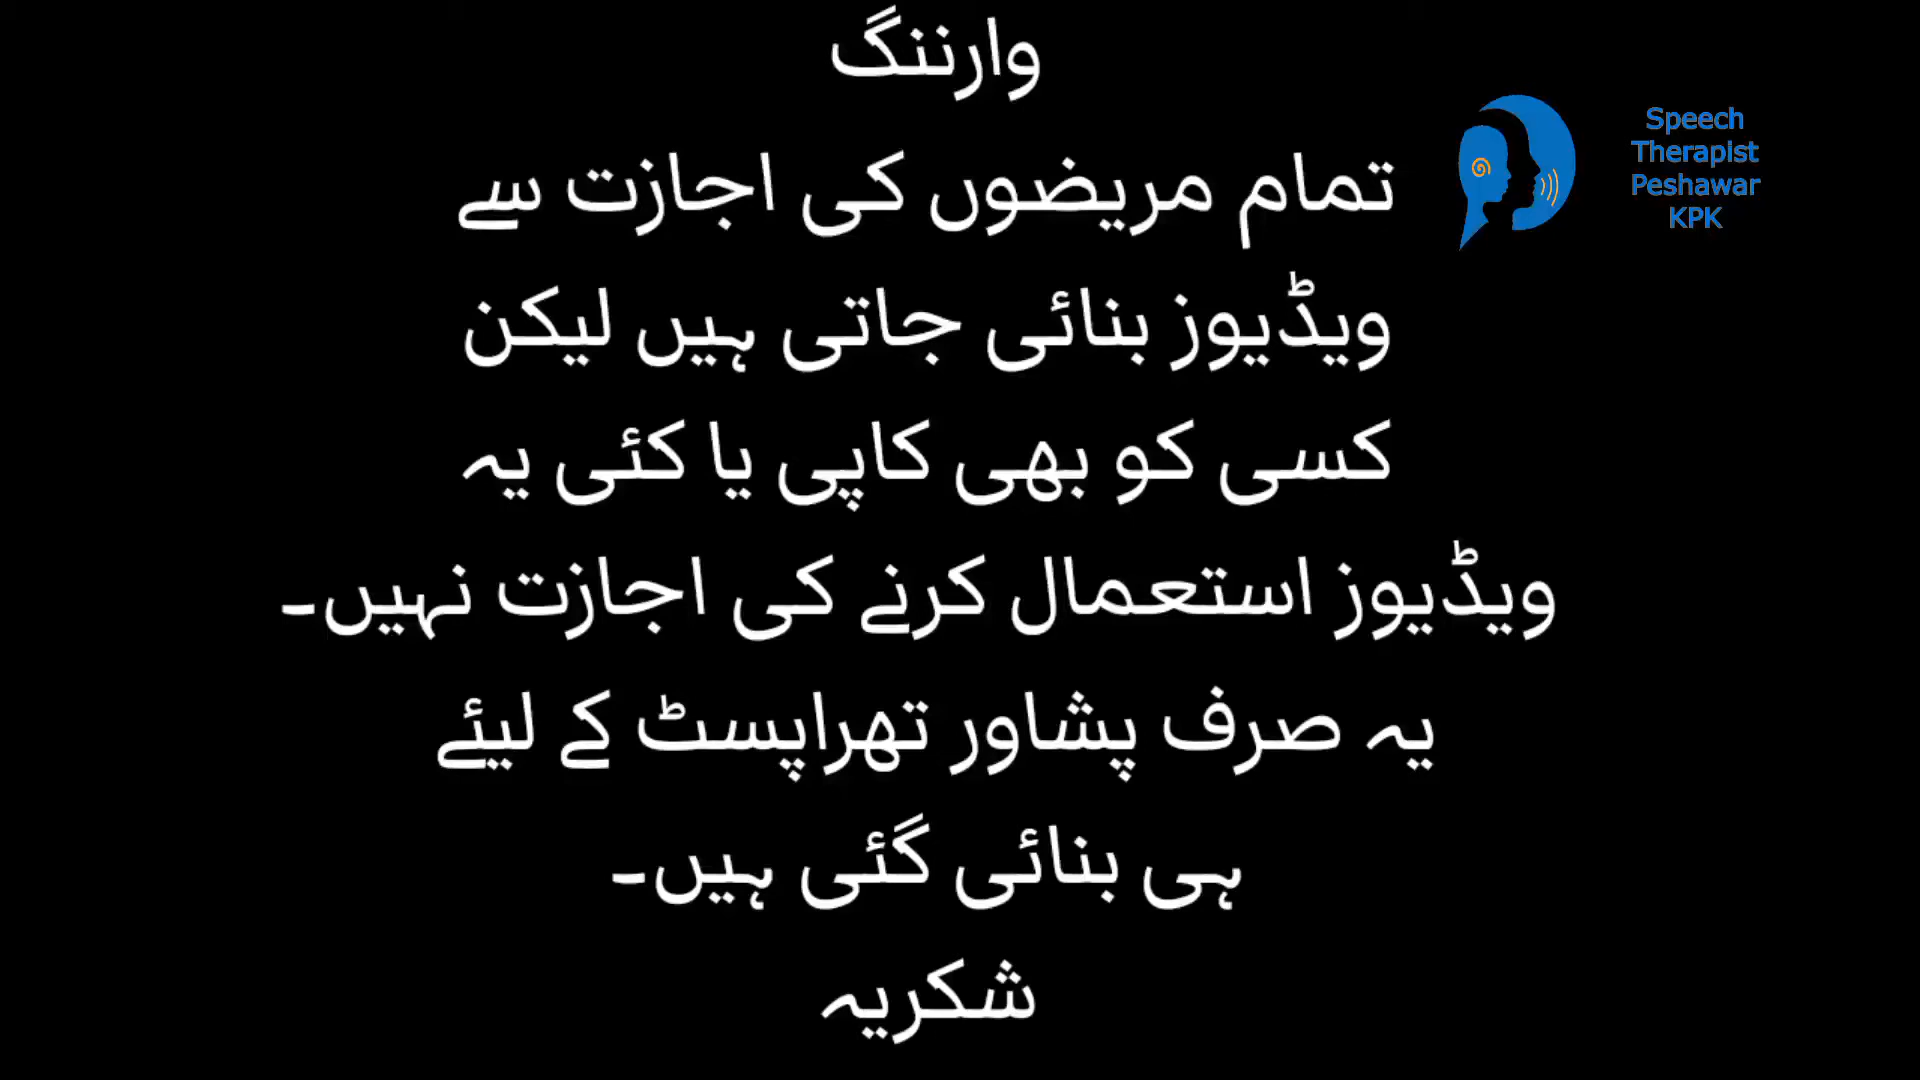 وارننگ
تمام مریضوں کی اجازت سے
ویڈیوز بنائی جاتی ہیں لیکن
کسی کو بھی کاپی یا کئی یہ
ویڈیوز استعمال کرنے کی اجازت نہیں۔
یہ صرف پشاور تھراپسٹ کے لیئے
ہی بنائی گئی ہیں۔
شکریہ
Speech
Therapist
Peshawar
KPK